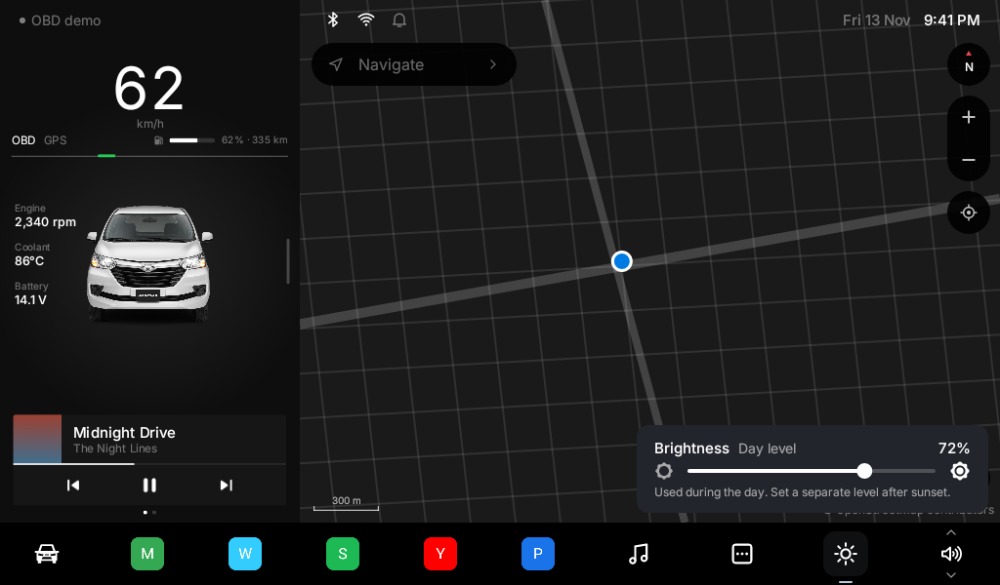 OBD demo
Fri 13 Nov 9:41 PM
Navigate
N
62
km/h
OBD GPS 62% · 335 km
Engine
2,340 rpm
Coolant
86°C
Battery
14.1 V
Midnight Drive
The Night Lines
300 m
Brightness Day level 72%
Used during the day. Set a separate level after sunset.
M W S Y P